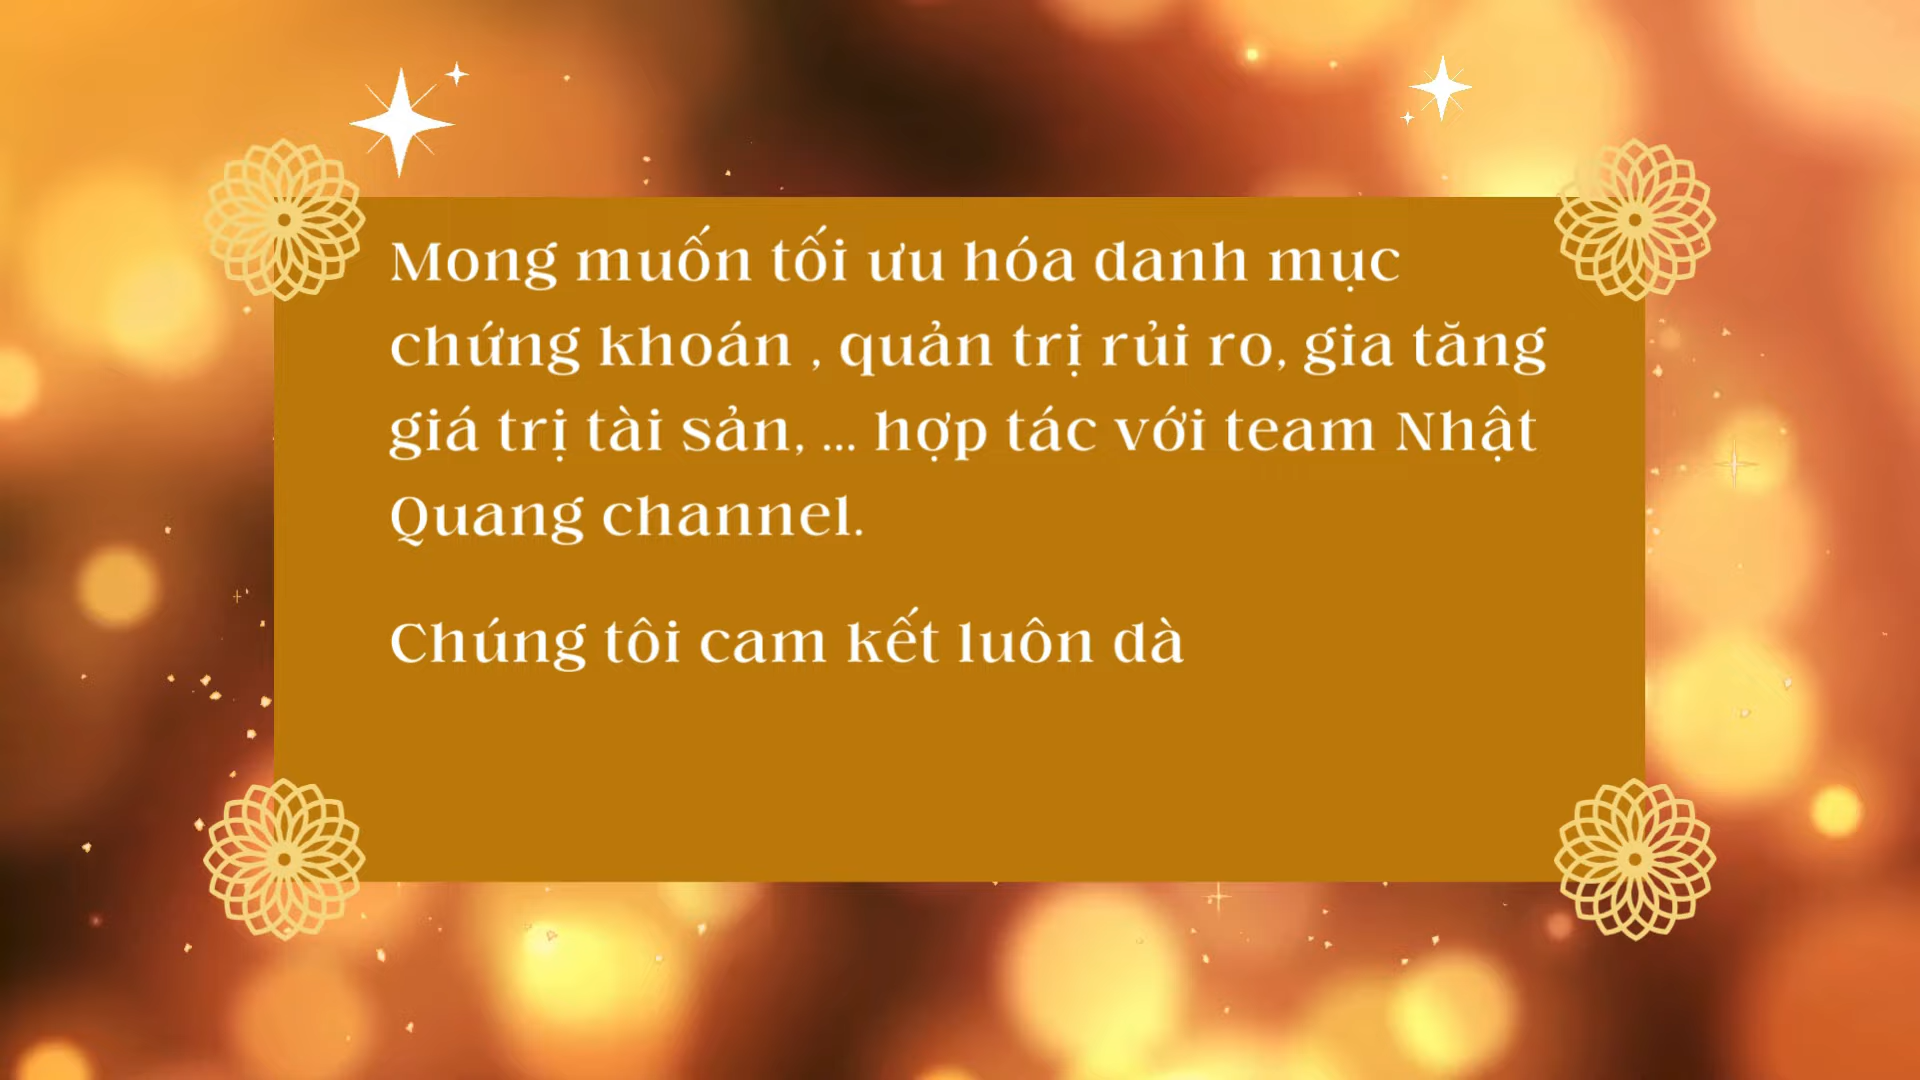 Mong muốn tối ưu hóa danh mục
chứng khoán , quản trị rủi ro, gia tăng
giá trị tài sản, ... hợp tác với team Nhật
Quang channel.
Chúng tôi cam kết luôn dà